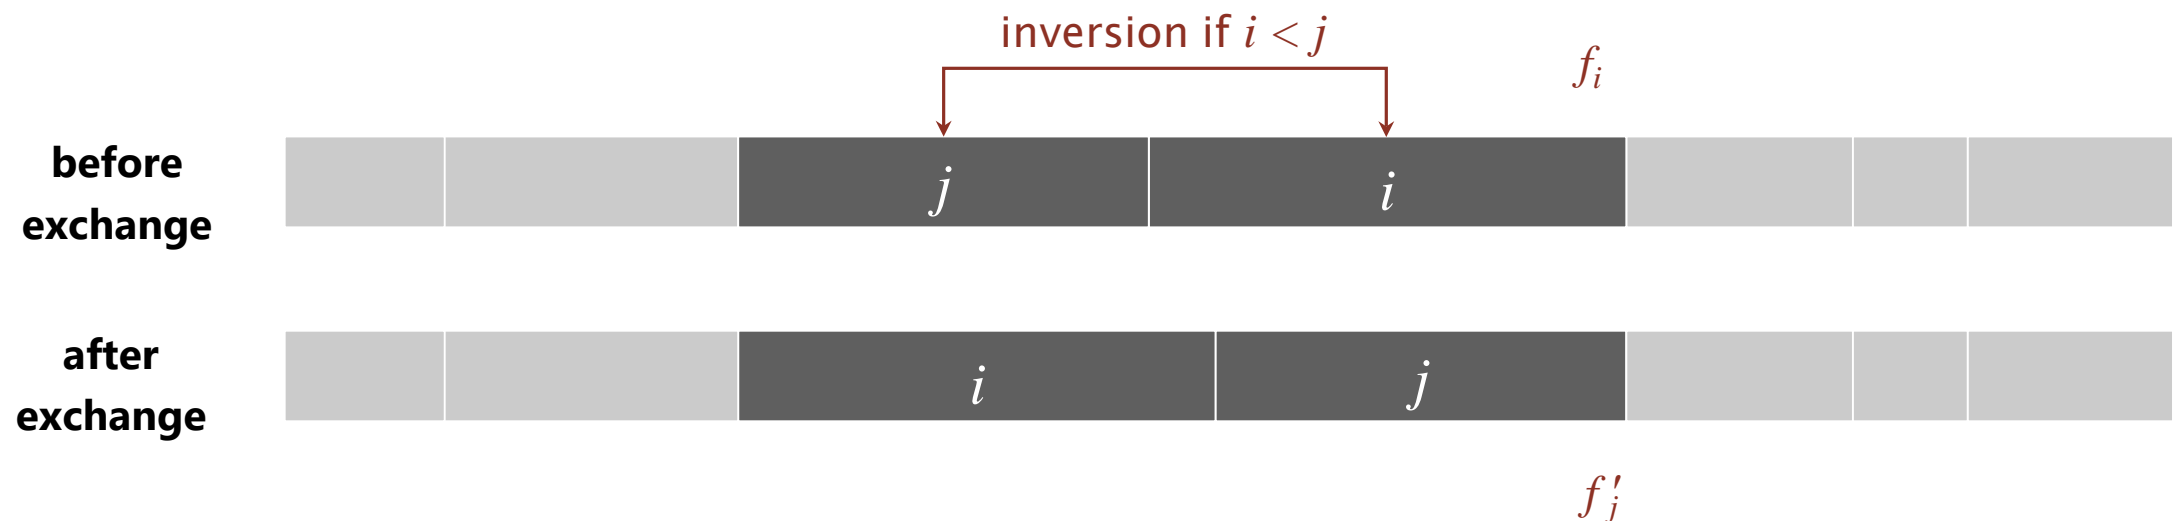 inversion if i < j
fᵢ
before
exchange
j
i
after
exchange
i
j
f′ⱼ